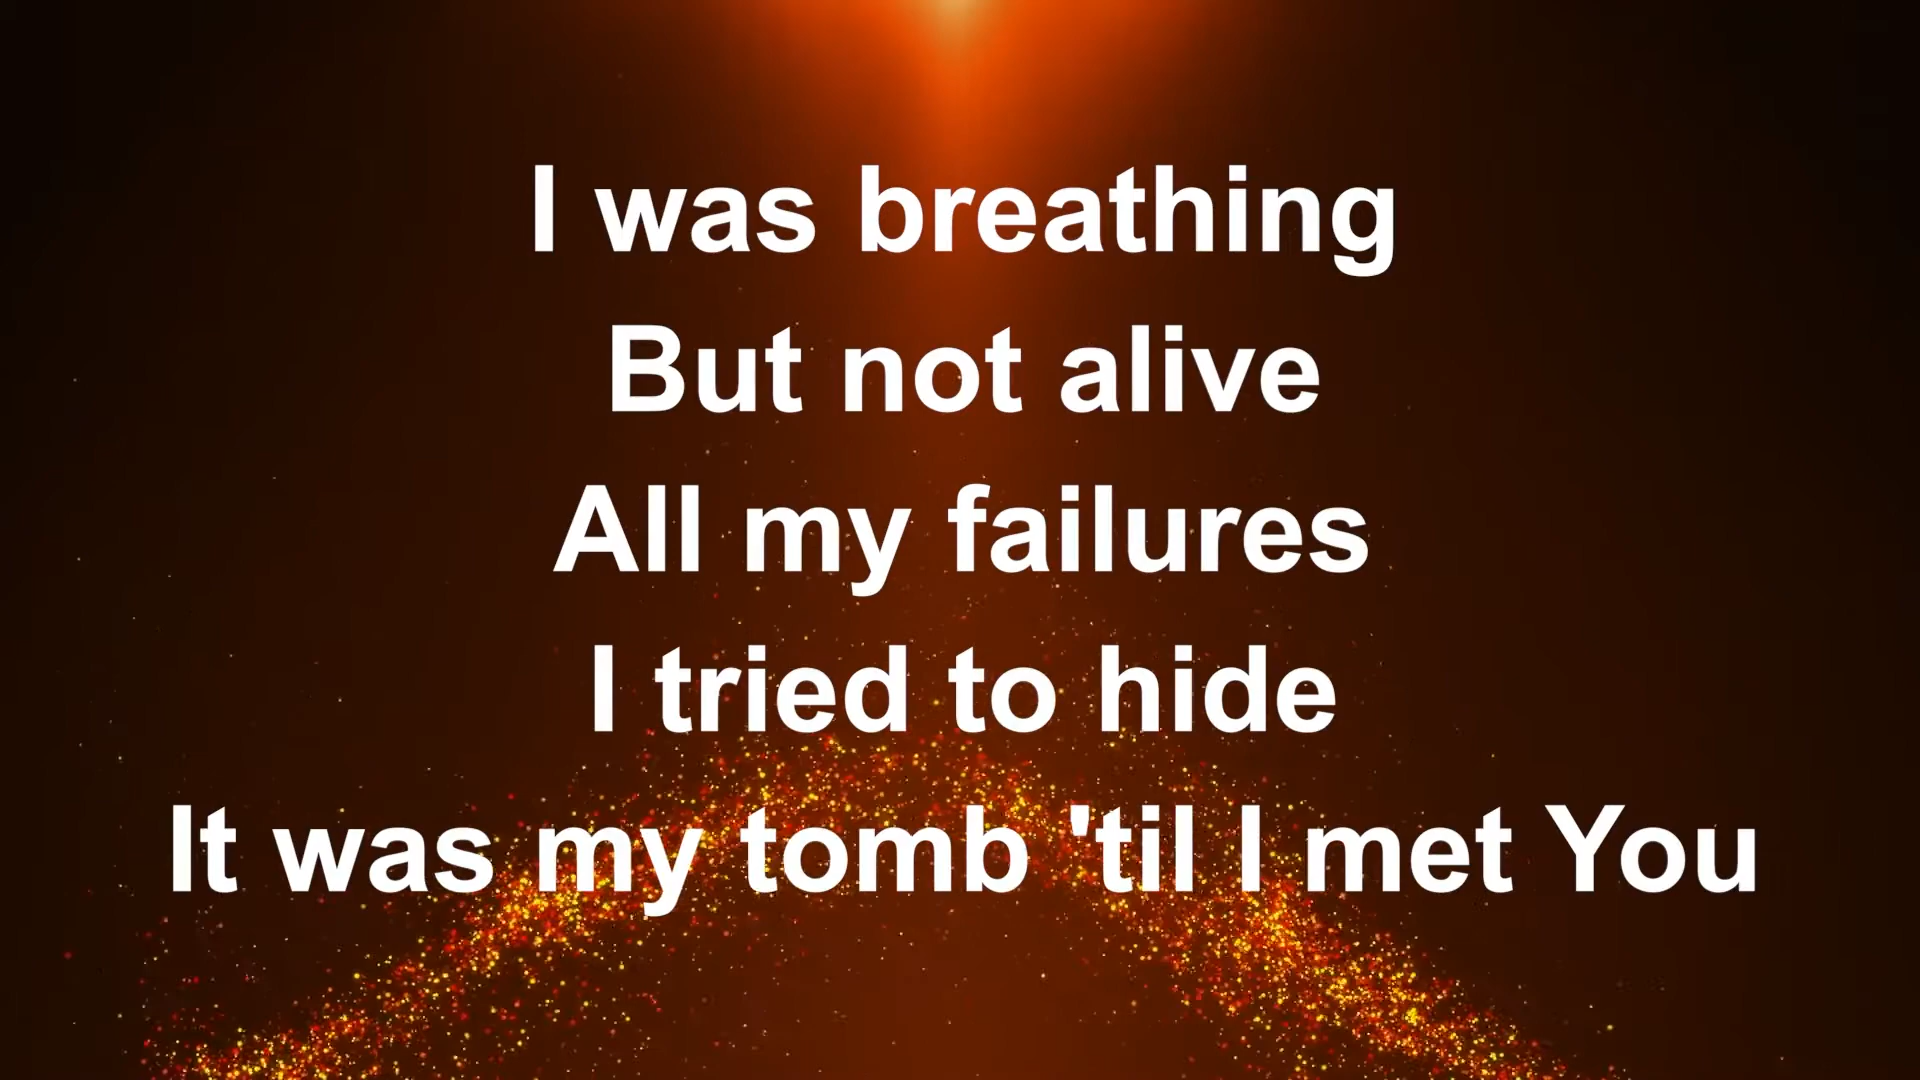 I was breathing
But not alive
All my failures
I tried to hide
It was my tomb 'til I met You